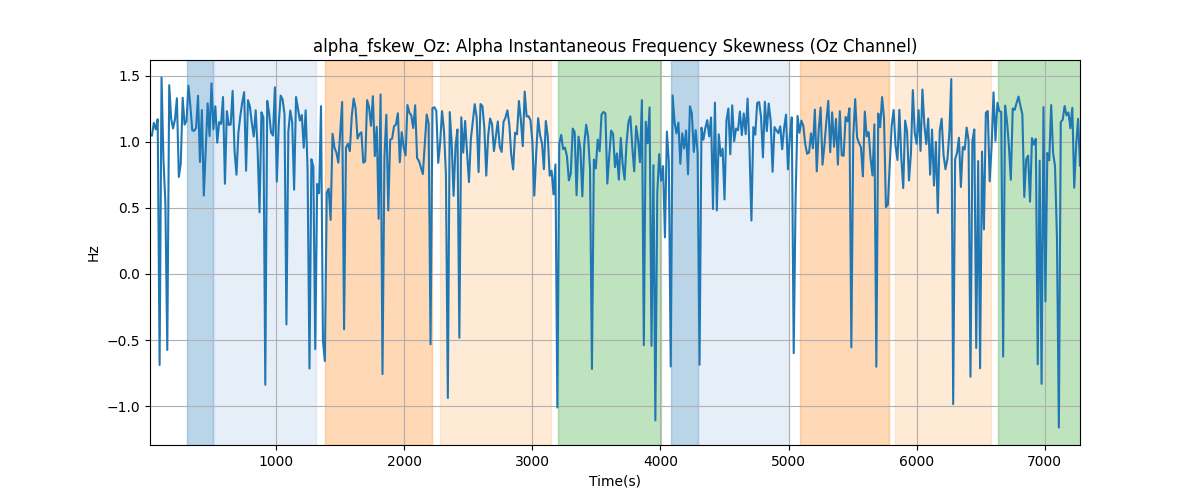 alpha_fskew_Oz: Alpha Instantaneous Frequency Skewness (Oz Channel)
1.5
1.0
0.5
0.0
−0.5
−1.0
Hz
1000 2000 3000 4000 5000 6000 7000
Time(s)